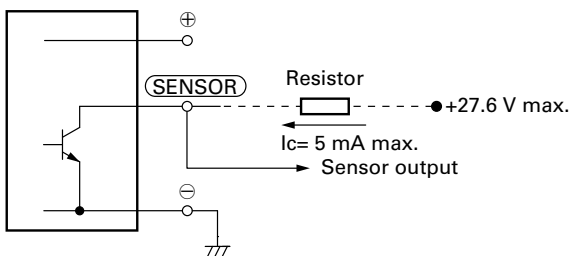 ⊕
SENSOR
Resistor
+27.6 V max.
Ic= 5 mA max.
Sensor output
⊖